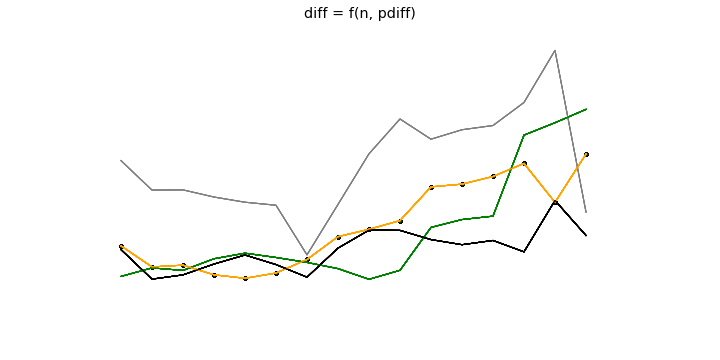 diff = f(n, pdiff)